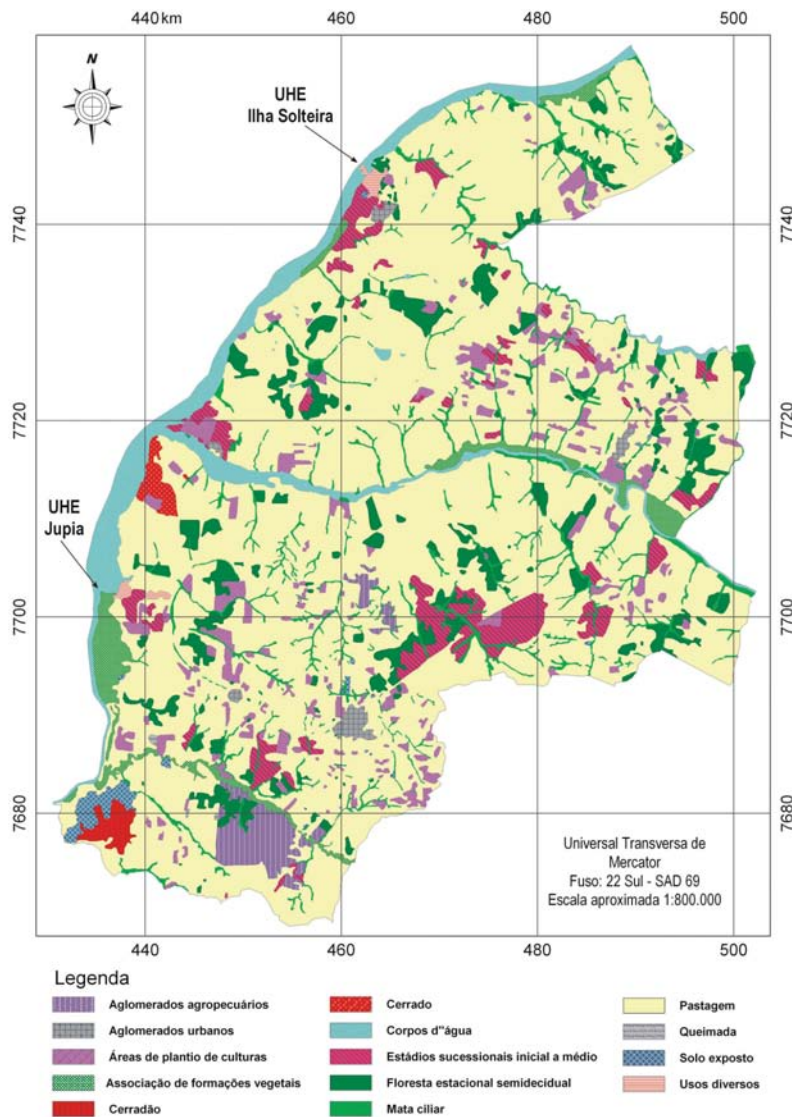 440 km 460 480 500
N
UHE
Ilha Solteira
7740 7740
7720 7720
UHE
Jupia
7700 7700
7680 7680
Universal Transversa de
Mercator
Fuso: 22 Sul - SAD 69
Escala aproximada 1:800.000
440 460 480 500
Legenda
Aglomerados agropecuários Cerrado Pastagem
Aglomerados urbanos Corpos d"água Queimada
Áreas de plantio de culturas Estádios sucessionais inicial a médio Solo exposto
Associação de formações vegetais Floresta estacional semidecidual Usos diversos
Cerradão Mata ciliar